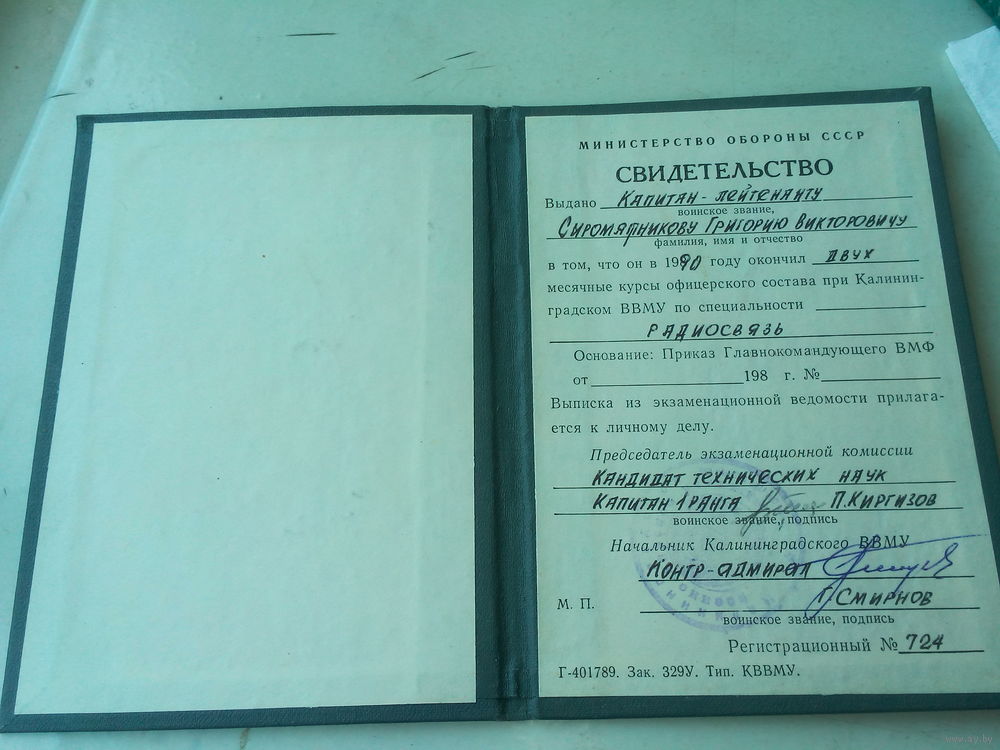 МИНИСТЕРСТВО ОБОРОНЫ СССР
СВИДЕТЕЛЬСТВО
Выдано Капитан-лейтенанту
воинское звание,
Сиромятникову Григорию Викторовичу
фамилия, имя и отчество
в том, что он в 1990 году окончил двух
месячные курсы офицерского состава при Калинин-
градском ВВМУ по специальности
РАДИОСВЯЗЬ
Основание: Приказ Главнокомандующего ВМФ
от 198 г. №
Выписка из экзаменационной ведомости прилага-
ется к личному делу.
Председатель экзаменационной комиссии
Кандидат технических наук
Капитан 1 ранга П.Киргизов
воинское звание, подпись
Начальник Калининградского ВВМУ
Контр-адмирал
М. П. Г.Смирнов
воинское звание, подпись
Регистрационный № 724
Г-401789. Зак. 329У. Тип. КВВМУ.
www.ay.by